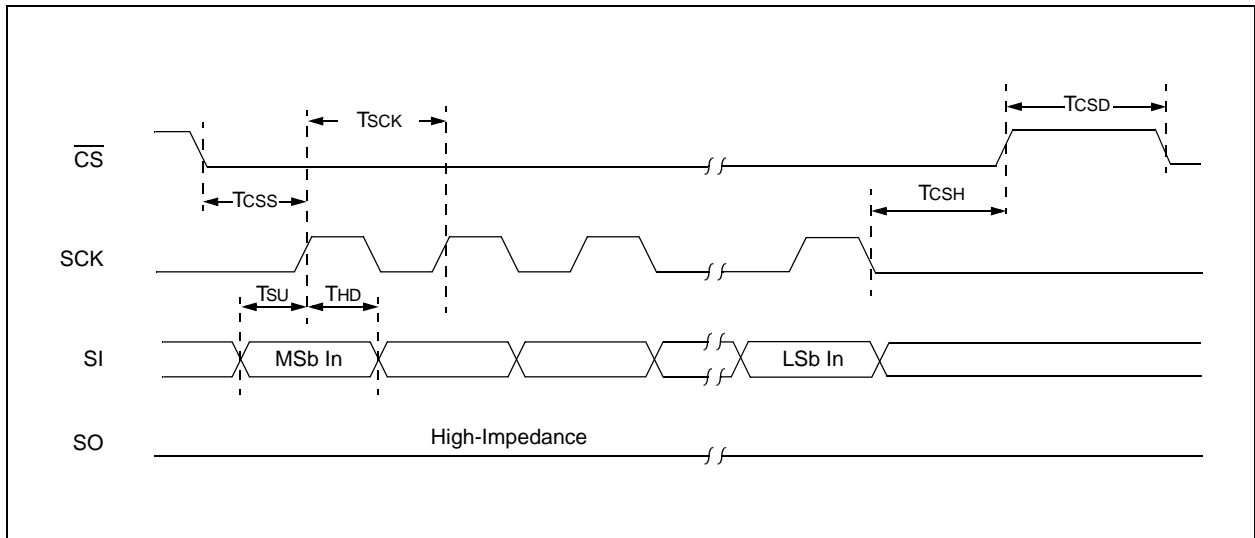 TCSD
TSCK
CS
TCSS
TCSH
SCK
TSU
THD
SI
MSb In
LSb In
SO
High-Impedance